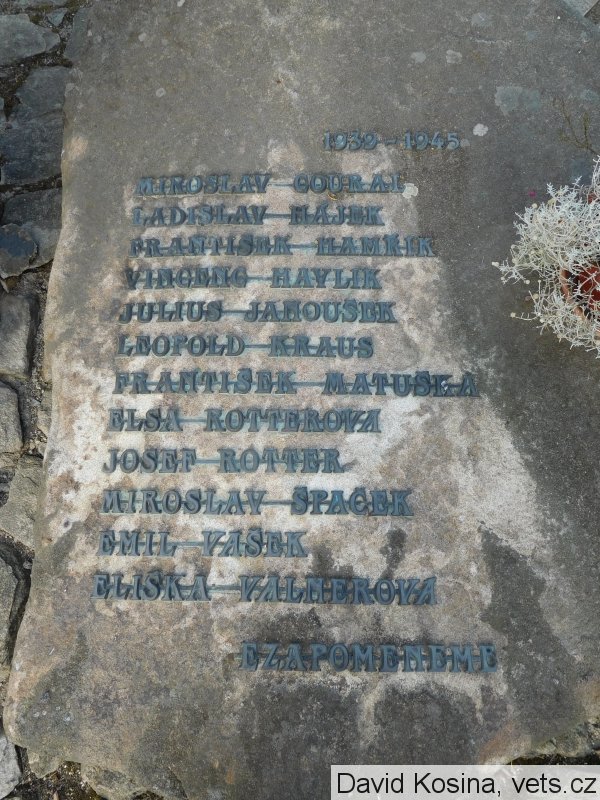 1939-1945
MIROSLAV COURAL
LADISLAV HÁJEK
FRANTIŠEK HAMŘÍK
VINCENC HAVLÍK
JULIUS JANOUŠEK
LEOPOLD KRAUS
FRANTIŠEK MATUŠKA
ELSA ROTTEROVÁ
JOSEF ROTTER
MIROSLAV ŠPAČEK
EMIL VAŠEK
ELIŠKA VALNEROVÁ
EZAPOMENEME
David Kosina, vets.cz